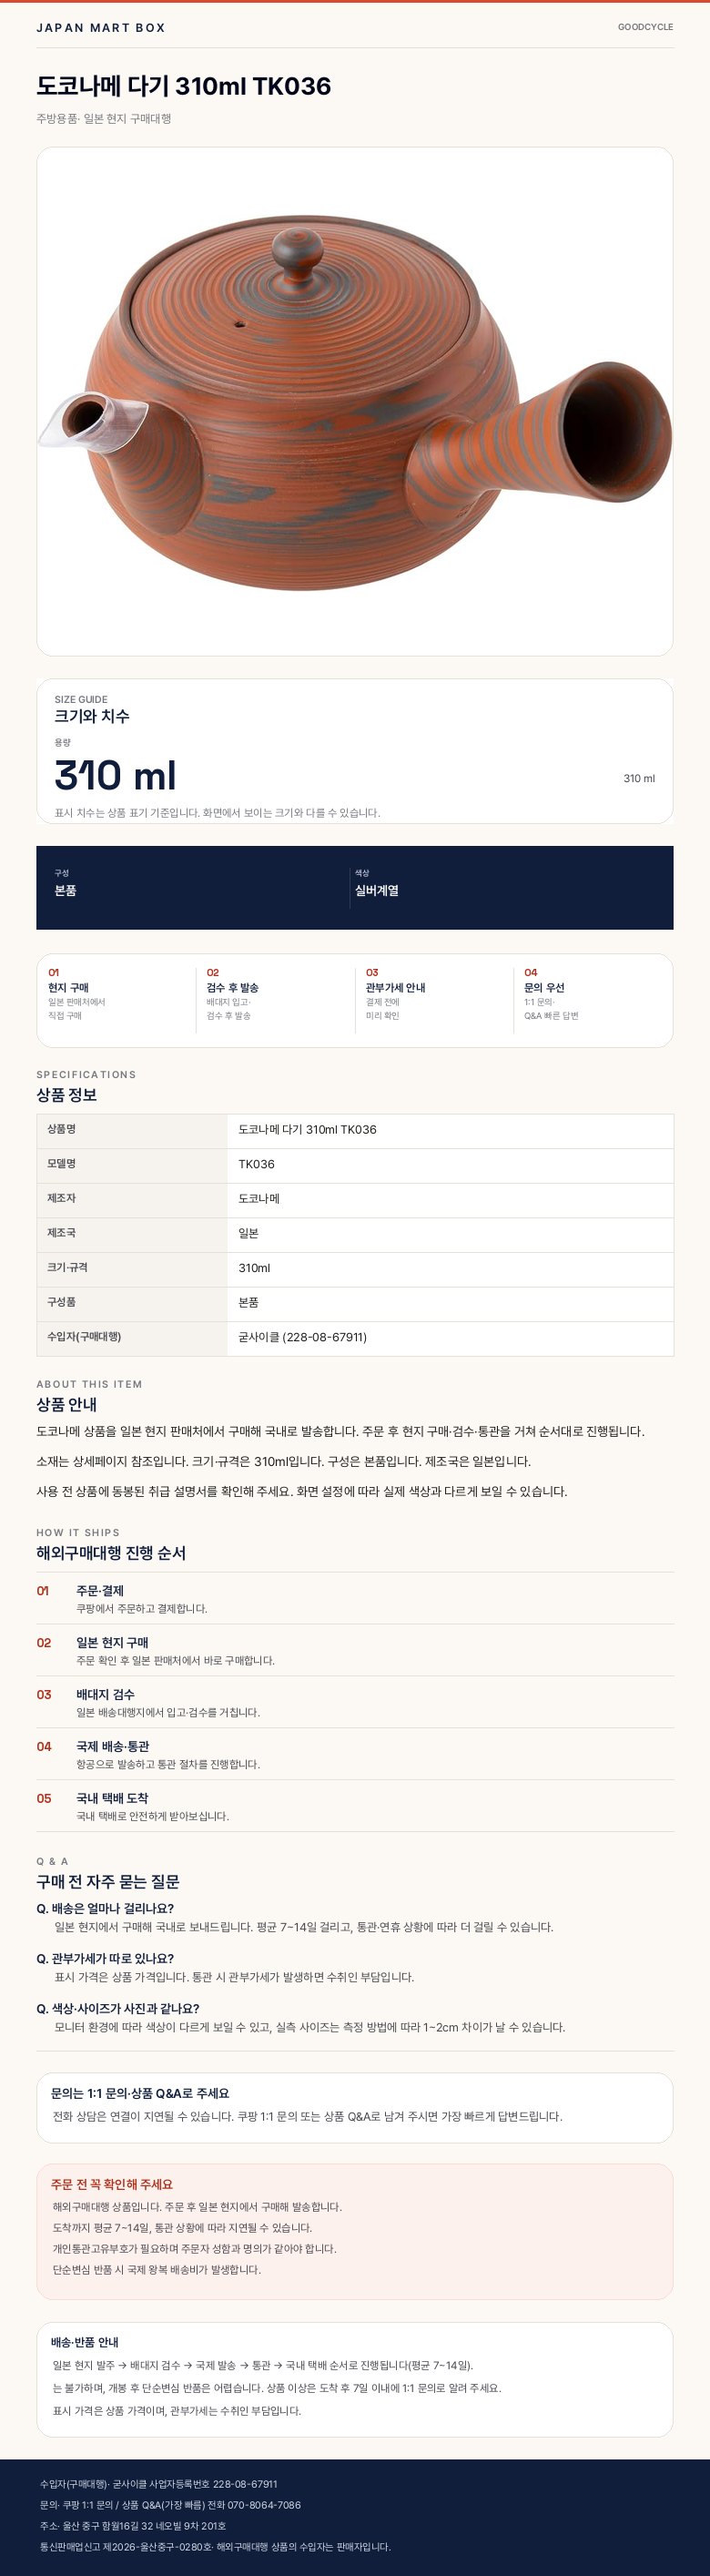 JAPAN MART BOX
GOODCYCLE
도코나메 다기 310ml TK036
주방용품· 일본 현지 구매대행
SIZE GUIDE
크기와 치수
용량
310 ml
310 ml
표시 치수는 상품 표기 기준입니다. 화면에서 보이는 크기와 다를 수 있습니다.
구성
본품
색상
실버계열
01
현지 구매
일본 판매처에서
직접 구매
02
검수 후 발송
배대지 입고·
검수 후 발송
03
관부가세 안내
결제 전에
미리 확인
04
문의 우선
1:1 문의·
Q&A 빠른 답변
SPECIFICATIONS
상품 정보
상품명 도코나메 다기 310ml TK036
모델명 TK036
제조자 도코나메
제조국 일본
크기·규격 310ml
구성품 본품
수입자(구매대행) 굳사이클 (228-08-67911)
ABOUT THIS ITEM
상품 안내
도코나메 상품을 일본 현지 판매처에서 구매해 국내로 발송합니다. 주문 후 현지 구매·검수·통관을 거쳐 순서대로 진행됩니다.
소재는 상세페이지 참조입니다. 크기·규격은 310ml입니다. 구성은 본품입니다. 제조국은 일본입니다.
사용 전 상품에 동봉된 취급 설명서를 확인해 주세요. 화면 설정에 따라 실제 색상과 다르게 보일 수 있습니다.
HOW IT SHIPS
해외구매대행 진행 순서
01 주문·결제
쿠팡에서 주문하고 결제합니다.
02 일본 현지 구매
주문 확인 후 일본 판매처에서 바로 구매합니다.
03 배대지 검수
일본 배송대행지에서 입고·검수를 거칩니다.
04 국제 배송·통관
항공으로 발송하고 통관 절차를 진행합니다.
05 국내 택배 도착
국내 택배로 안전하게 받아보십니다.
Q & A
구매 전 자주 묻는 질문
Q. 배송은 얼마나 걸리나요?
일본 현지에서 구매해 국내로 보내드립니다. 평균 7~14일 걸리고, 통관·연휴 상황에 따라 더 걸릴 수 있습니다.
Q. 관부가세가 따로 있나요?
표시 가격은 상품 가격입니다. 통관 시 관부가세가 발생하면 수취인 부담입니다.
Q. 색상·사이즈가 사진과 같나요?
모니터 환경에 따라 색상이 다르게 보일 수 있고, 실측 사이즈는 측정 방법에 따라 1~2cm 차이가 날 수 있습니다.
문의는 1:1 문의·상품 Q&A로 주세요
전화 상담은 연결이 지연될 수 있습니다. 쿠팡 1:1 문의 또는 상품 Q&A로 남겨 주시면 가장 빠르게 답변드립니다.
주문 전 꼭 확인해 주세요
해외구매대행 상품입니다. 주문 후 일본 현지에서 구매해 발송합니다.
도착까지 평균 7~14일, 통관 상황에 따라 지연될 수 있습니다.
개인통관고유부호가 필요하며 주문자 성함과 명의가 같아야 합니다.
단순변심 반품 시 국제 왕복 배송비가 발생합니다.
배송·반품 안내
일본 현지 발주 → 배대지 검수 → 국제 발송 → 통관 → 국내 택배 순서로 진행됩니다(평균 7~14일).
는 불가하며, 개봉 후 단순변심 반품은 어렵습니다. 상품 이상은 도착 후 7일 이내에 1:1 문의로 알려 주세요.
표시 가격은 상품 가격이며, 관부가세는 수취인 부담입니다.
수입자(구매대행)· 굳사이클 사업자등록번호 228-08-67911
문의· 쿠팡 1:1 문의 / 상품 Q&A(가장 빠름) 전화 070-8064-7086
주소· 울산 중구 함월16길 32 네오빌 9차 201호
통신판매업신고 제2026-울산중구-0280호· 해외구매대행 상품의 수입자는 판매자입니다.